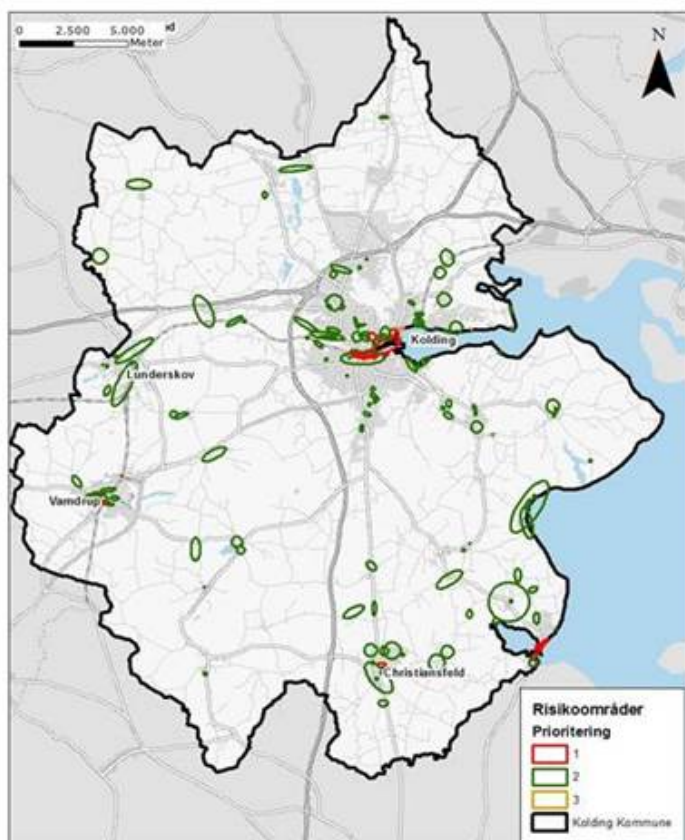 0 2.500 5.000
Meter
N
Kolding
Lunderskov
Vamdrup
Christiansfeld
Risikoområder
Prioritering
1
2
3
Kolding Kommune